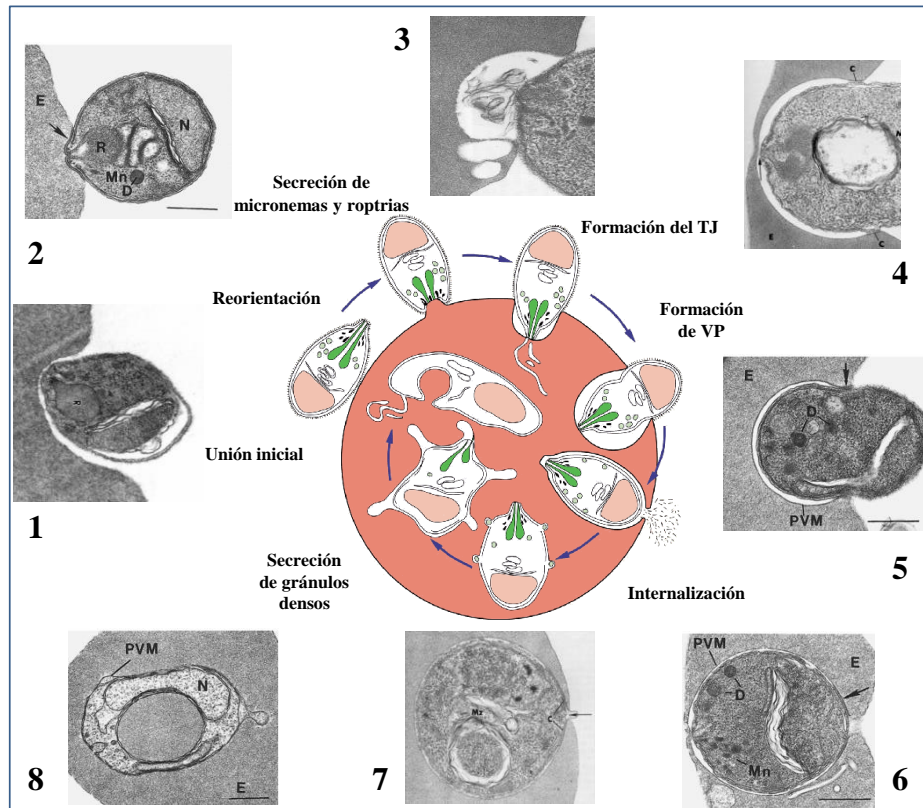 3
E
N
R
Mn
D
2
Secreción de
micronemas y roptrias
Formación del TJ
C
E
C
4
Reorientación
Formación
de VP
1
Unión inicial
E
D
PVM
5
Secreción
de gránulos
densos
Internalización
PVM
N
E
8
Mz
C
7
PVM
D
E
Mn
6